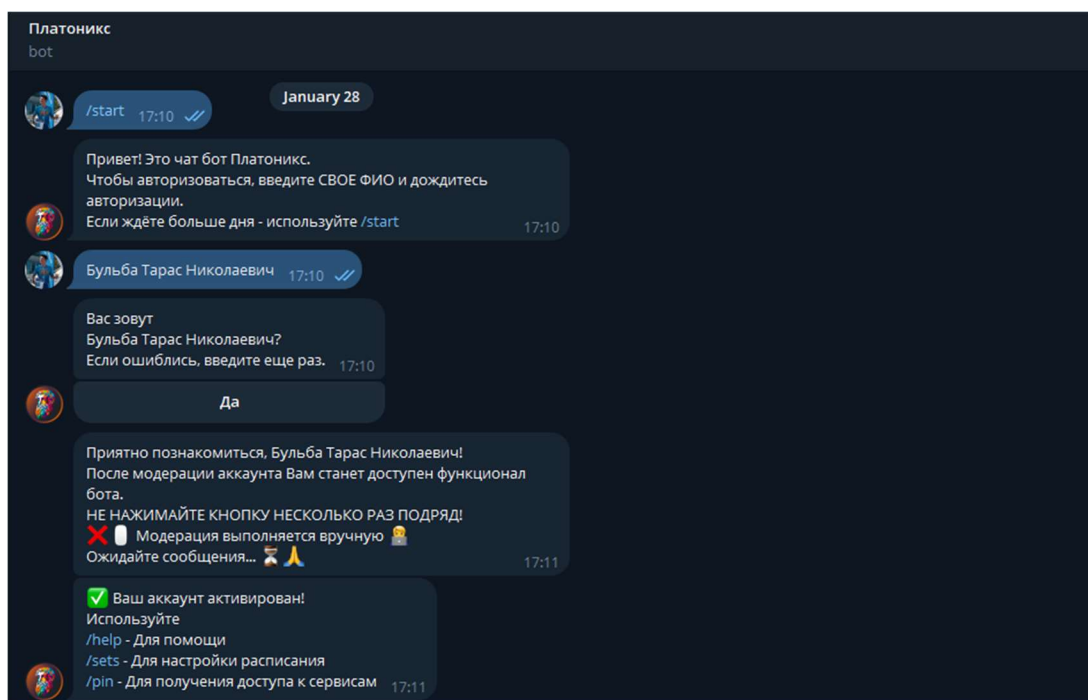 Платоникс
bot
January 28
/start 17:10
Привет! Это чат бот Платоникс.
Чтобы авторизоваться, введите СВОЕ ФИО и дождитесь
авторизации.
Если ждёте больше дня - используйте /start 17:10
Бульба Тарас Николаевич 17:10
Вас зовут
Бульба Тарас Николаевич?
Если ошиблись, введите еще раз. 17:10
Да
Приятно познакомиться, Бульба Тарас Николаевич!
После модерации аккаунта Вам станет доступен функционал
бота.
НЕ НАЖИМАЙТЕ КНОПКУ НЕСКОЛЬКО РАЗ ПОДРЯД!
Модерация выполняется вручную
Ожидайте сообщения... 17:11
Ваш аккаунт активирован!
Используйте
/help - Для помощи
/sets - Для настройки расписания
/pin - Для получения доступа к сервисам 17:11